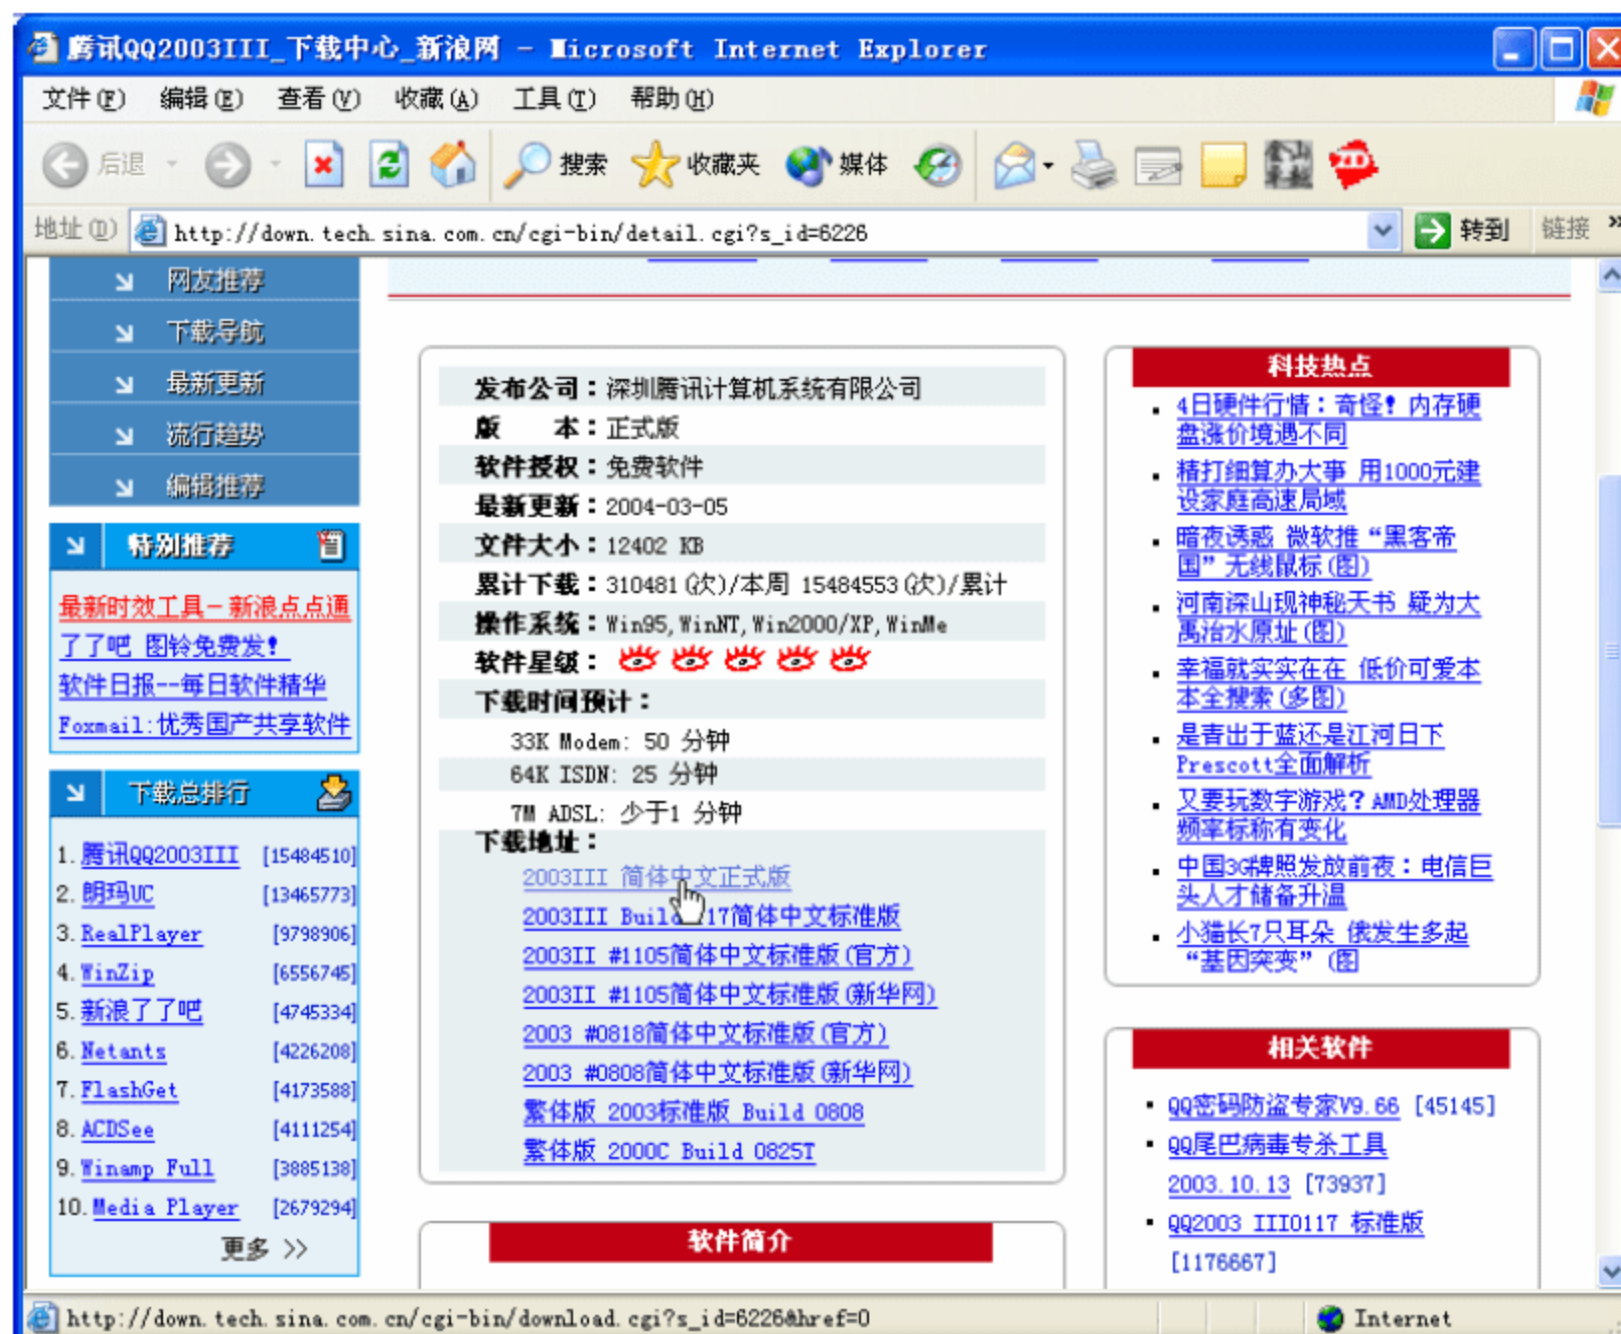 腾讯QQ2003III_下载中心_新浪网 - Microsoft Internet Explorer
文件(F) 编辑(E) 查看(V) 收藏(A) 工具(T) 帮助(H)
后退 搜索 收藏夹 媒体
地址(D) http://down.tech.sina.com.cn/cgi-bin/detail.cgi?s_id=6226 转到 链接 »
网友推荐
下载导航
最新更新
流行趋势
编辑推荐
特别推荐
最新时效工具-新浪点点通
了了吧 图铃免费发!
软件日报--每日软件精华
Foxmail:优秀国产共享软件
下载总排行
1. 腾讯QQ2003III [15484510]
2. 朗玛UC [13465773]
3. RealPlayer [9798906]
4. WinZip [6556745]
5. 新浪了了吧 [4745334]
6. Netants [4226208]
7. FlashGet [4173588]
8. ACDSee [4111254]
9. Winamp Full [3885138]
10. Media Player [2679294]
更多 >>
发布公司：深圳腾讯计算机系统有限公司
版 本：正式版
软件授权：免费软件
最新更新：2004-03-05
文件大小：12402 KB
累计下载：310481(次)/本周 15484553(次)/累计
操作系统：Win95,WinNT,Win2000/XP,WinMe
软件星级：
下载时间预计：
33K Modem: 50 分钟
64K ISDN: 25 分钟
7M ADSL: 少于1 分钟
下载地址：
2003III 简体中文正式版
2003III Build 17简体中文标准版
2003II #1105简体中文标准版(官方)
2003II #1105简体中文标准版(新华网)
2003 #0818简体中文标准版(官方)
2003 #0808简体中文标准版(新华网)
繁体版 2003标准版 Build 0808
繁体版 2000C Build 0825T
软件简介
科技热点
4日硬件行情：奇怪! 内存硬
盘涨价境遇不同
精打细算办大事 用1000元建
设家庭高速局域
暗夜诱惑 微软推“黑客帝
国”无线鼠标(图)
河南深山现神秘天书 疑为大
禹治水原址(图)
幸福就实实在在 低价可爱本
本全搜索(多图)
是青出于蓝还是江河日下
Prescott全面解析
又要玩数字游戏? AMD处理器
频率标称有变化
中国3G牌照发放前夜：电信巨
头人才储备升温
小猫长7只耳朵 俄发生多起
“基因突变”(图
相关软件
QQ密码防盗专家V9.66 [45145]
QQ尾巴病毒专杀工具
2003.10.13 [73937]
QQ2003 III0117 标准版
[1176667]
http://down.tech.sina.com.cn/cgi-bin/download.cgi?s_id=6226&href=0 Internet